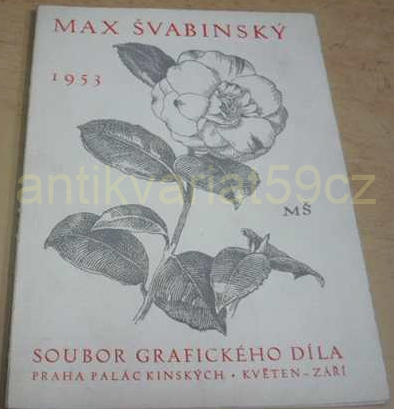 MAX ŠVABINSKÝ
1953
antikvariat59cz
MŠ
SOUBOR GRAFICKÉHO DÍLA
PRAHA PALÁC KINSKÝCH • KVĚTEN-ZÁŘÍ